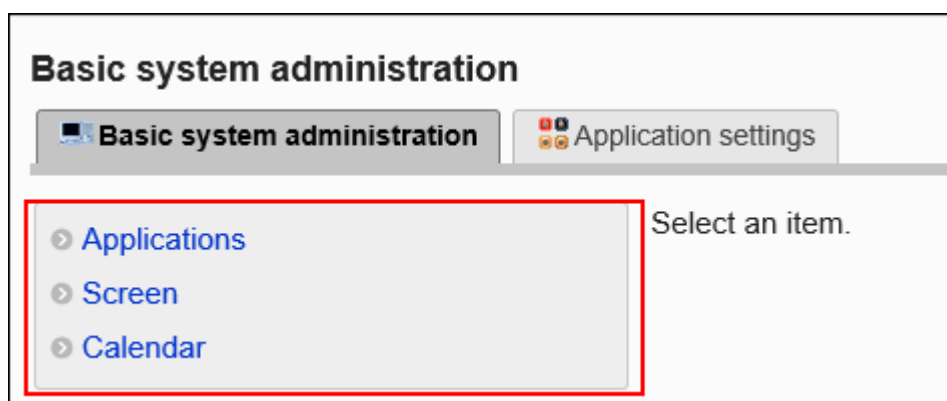 Basic system administration
Basic system administration
Application settings
Applications
Select an item.
Screen
Calendar